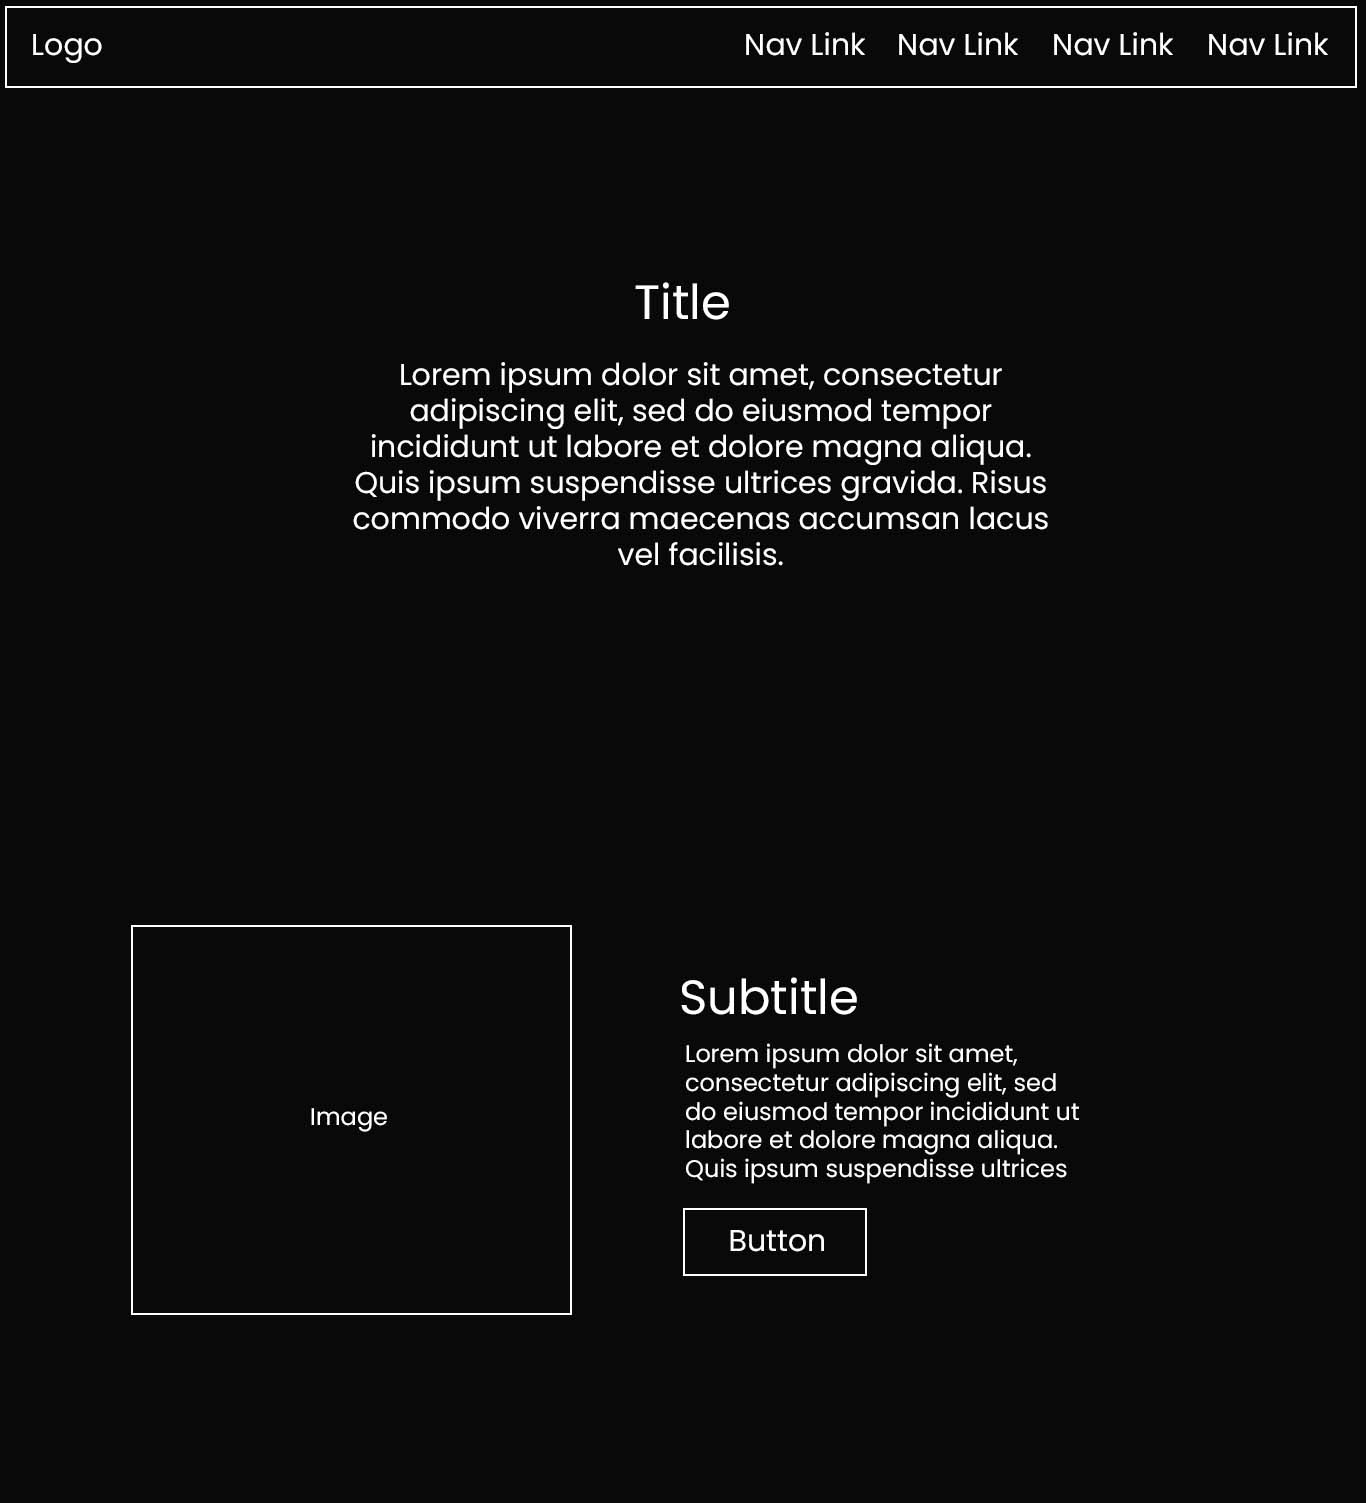 Logo
Nav Link Nav Link Nav Link Nav Link
Title
Lorem ipsum dolor sit amet, consectetur
adipiscing elit, sed do eiusmod tempor
incididunt ut labore et dolore magna aliqua.
Quis ipsum suspendisse ultrices gravida. Risus
commodo viverra maecenas accumsan lacus
vel facilisis.
Image
Subtitle
Lorem ipsum dolor sit amet,
consectetur adipiscing elit, sed
do eiusmod tempor incididunt ut
labore et dolore magna aliqua.
Quis ipsum suspendisse ultrices
Button